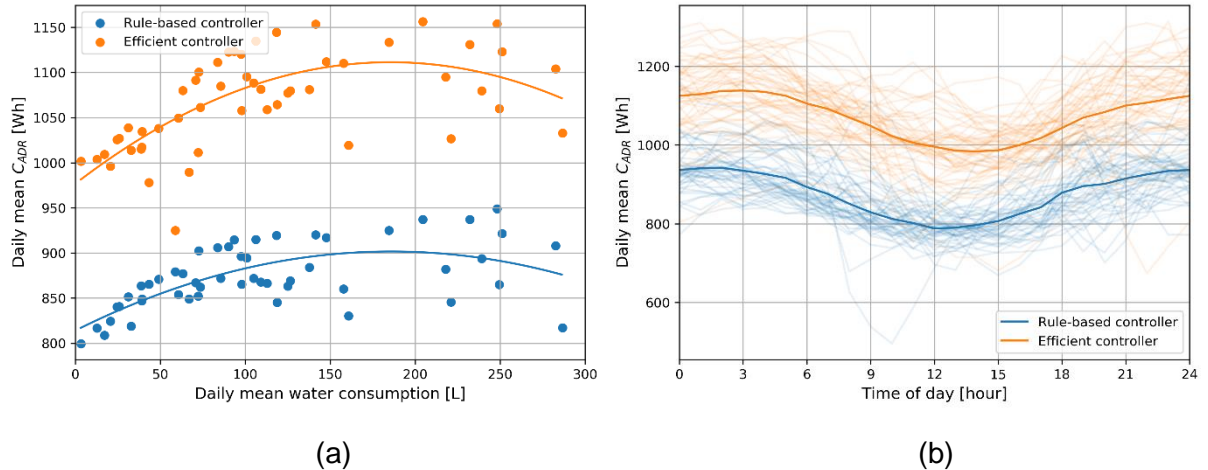 Rule-based controller
Efficient controller
1150
1100
1050
1000
950
900
850
800
0
50
100
150
200
250
300
Daily mean C_ADR [Wh]
Daily mean water consumption [L]
(a)
1200
1000
800
600
0
3
6
9
12
15
18
21
24
Daily mean C_ADR [Wh]
Time of day [hour]
Rule-based controller
Efficient controller
(b)